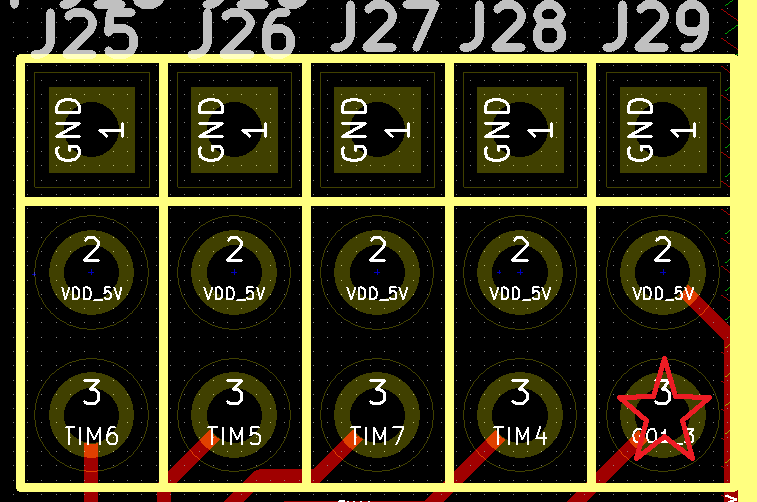 J25 J26 J27 J28 J29
GND 1 GND 1 GND 1 GND 1 GND 1
2 2 2 2 2
VDD_5V VDD_5V VDD_5V VDD_5V VDD_5V
3 3 3 3 3
TIM6 TIM5 TIM7 TIM4